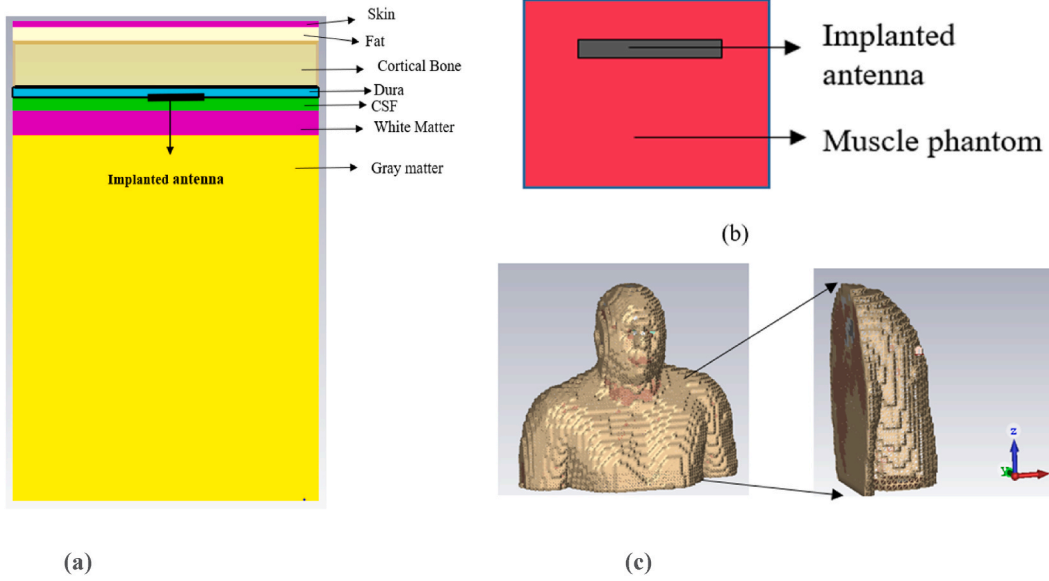 Skin
Fat
Cortical Bone
Dura
CSF
White Matter
Implanted antenna
Gray matter
(a)
Implanted
antenna
Muscle phantom
(b)
z
y
(c)